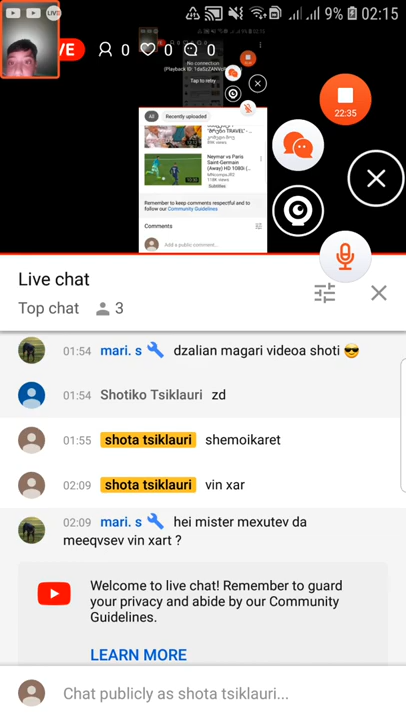 9% 02:15
LIVE
VE 0 0 0
No connection
Tap to retry
22:35
All Recently uploaded
Neymar vs Paris
Saint-Germain
(Away) HD 1080i (...
Subtitles
Remember to keep comments respectful and to
follow our Community Guidelines
Comments
Add a public comment...
Live chat
Top chat 3
01:54 mari. s dzalian magari videoa shoti 😎
01:54 Shotiko Tsiklauri zd
01:55 shota tsiklauri shemoikaret
02:09 shota tsiklauri vin xar
02:09 mari. s hei mister mexutev da
meeqvsev vin xart ?
Welcome to live chat! Remember to guard
your privacy and abide by our Community
Guidelines.
LEARN MORE
Chat publicly as shota tsiklauri...